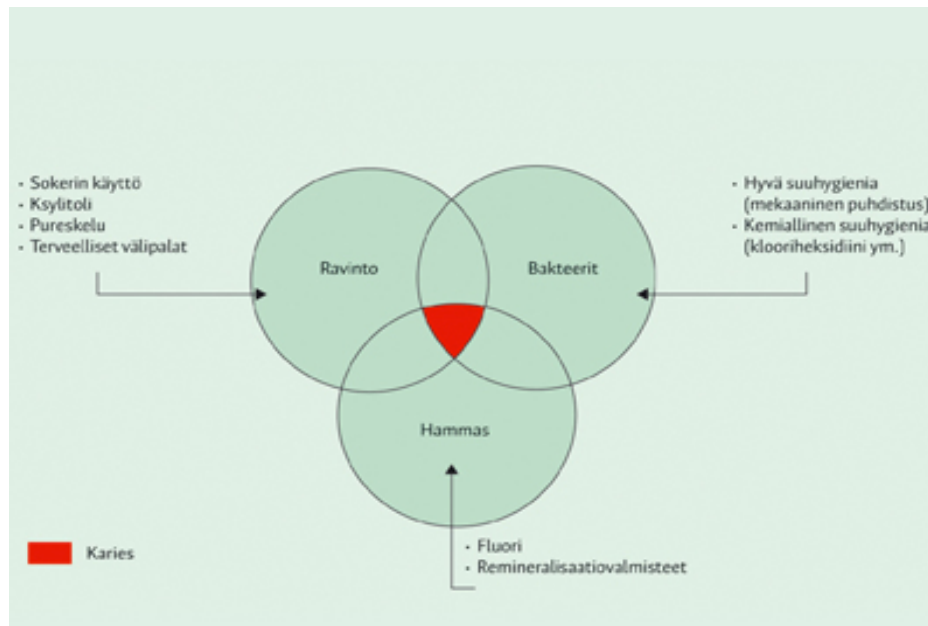 - Sokerin käyttö
- Ksylitoli
- Pureskelu
- Terveelliset välipalat
- Hyvä suuhygienia
(mekaaninen puhdistus)
- Kemiallinen suuhygienia
(klooriheksidiini ym.)
Ravinto
Bakteerit
Hammas
- Fluori
- Remineralisaatiovalmisteet
Karies